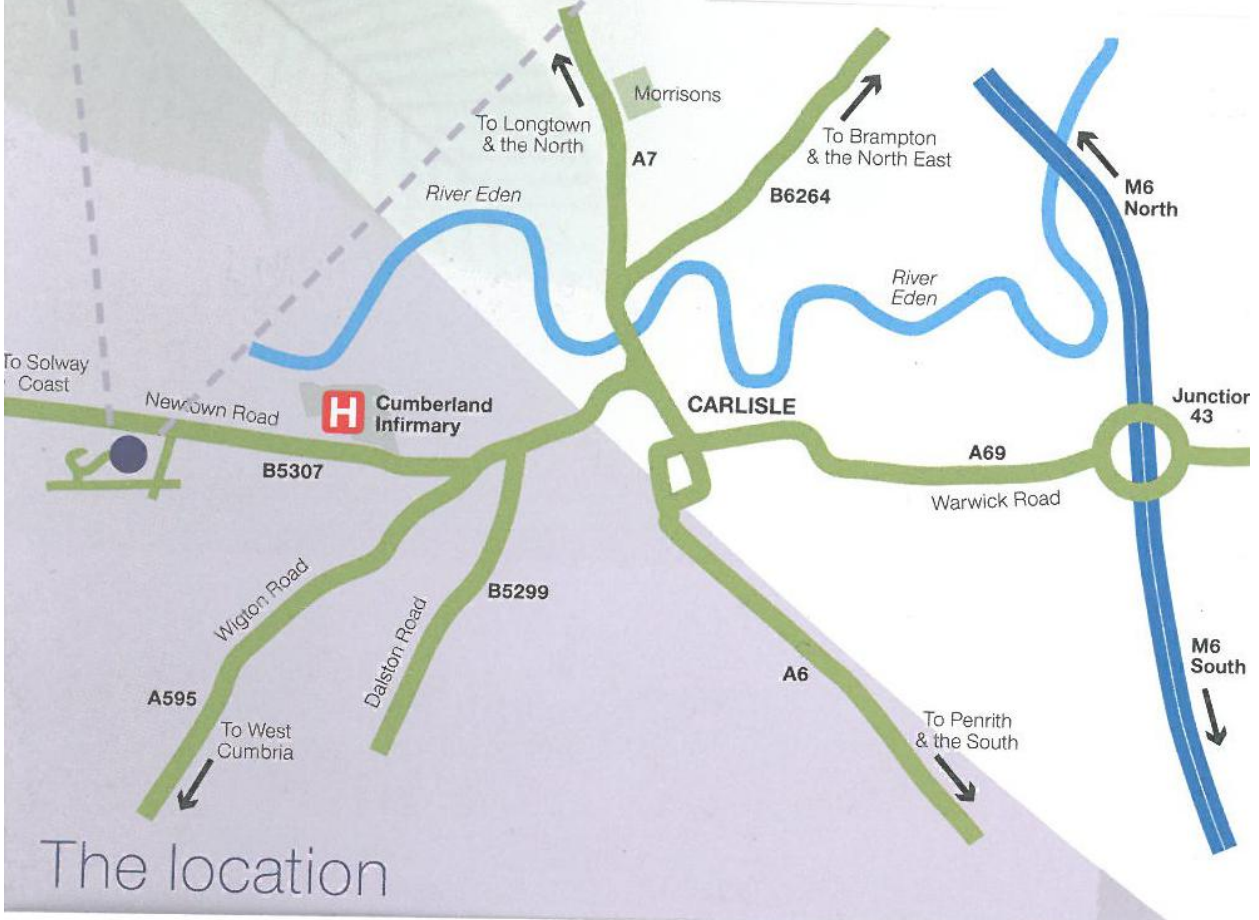 Morrisons
To Longtown
& the North
A7
To Brampton
& the North East
B6264
M6
North
River Eden
River
Eden
To Solway
Coast
Newtown Road
H
Cumberland
Infirmary
CARLISLE
Junction
43
A69
Warwick Road
B5307
Wigton Road
B5299
Dalston Road
A595
To West
Cumbria
A6
To Penrith
& the South
M6
South
The location